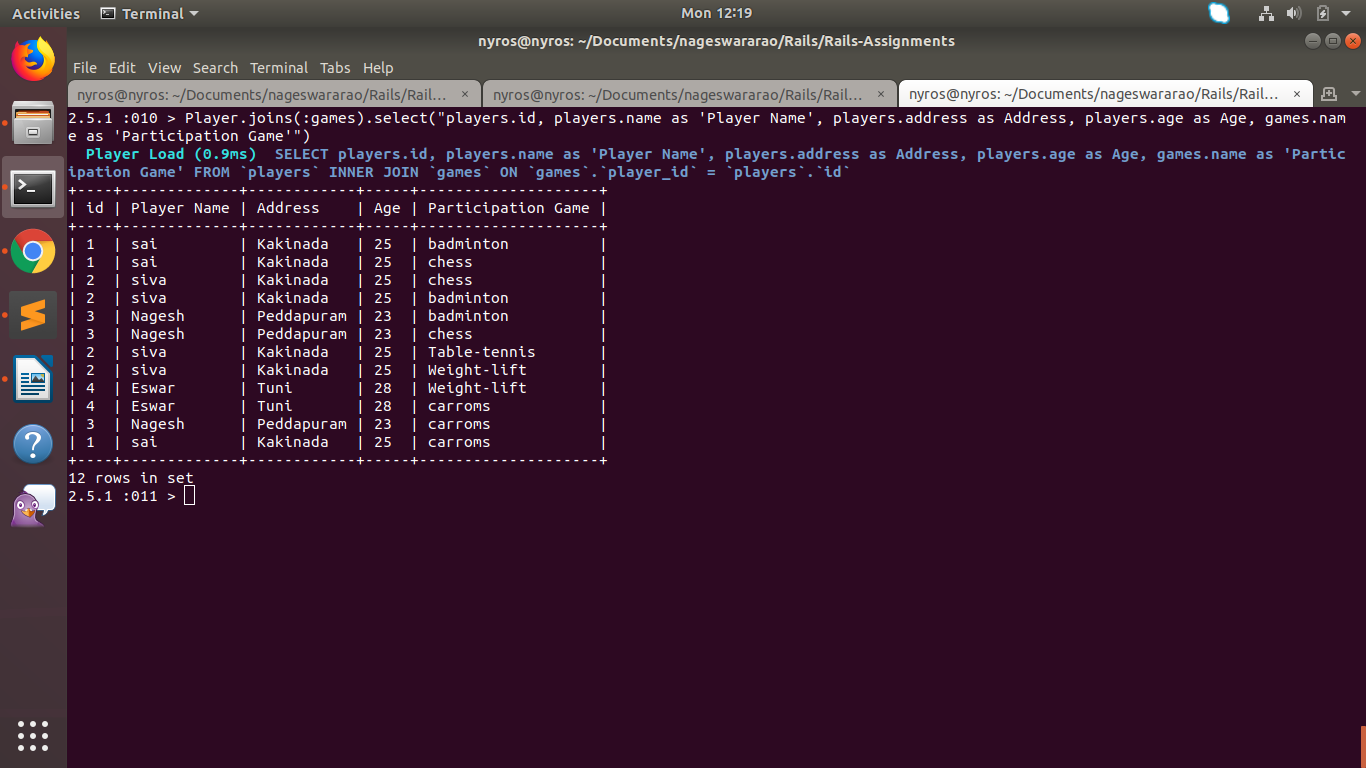 Activities Terminal Mon 12:19
nyros@nyros: ~/Documents/nageswararao/Rails/Rails-Assignments
File Edit View Search Terminal Tabs Help
nyros@nyros: ~/Documents/nageswararao/Rails/Rail... × nyros@nyros: ~/Documents/nageswararao/Rails/Rail... × nyros@nyros: ~/Documents/nageswararao/Rails/Rail... ×
2.5.1 :010 > Player.joins(:games).select("players.id, players.name as 'Player Name', players.address as Address, players.age as Age, games.nam
e as 'Participation Game'")
  Player Load (0.9ms)  SELECT players.id, players.name as 'Player Name', players.address as Address, players.age as Age, games.name as 'Partic
ipation Game' FROM `players` INNER JOIN `games` ON `games`.`player_id` = `players`.`id`
+----+-------------+------------+-----+--------------------+
| id | Player Name | Address    | Age | Participation Game |
+----+-------------+------------+-----+--------------------+
| 1  | sai         | Kakinada   | 25  | badminton          |
| 1  | sai         | Kakinada   | 25  | chess              |
| 2  | siva        | Kakinada   | 25  | chess              |
| 2  | siva        | Kakinada   | 25  | badminton          |
| 3  | Nagesh      | Peddapuram | 23  | badminton          |
| 3  | Nagesh      | Peddapuram | 23  | chess              |
| 2  | siva        | Kakinada   | 25  | Table-tennis       |
| 2  | siva        | Kakinada   | 25  | Weight-lift        |
| 4  | Eswar       | Tuni       | 28  | Weight-lift        |
| 4  | Eswar       | Tuni       | 28  | carroms            |
| 3  | Nagesh      | Peddapuram | 23  | carroms            |
| 1  | sai         | Kakinada   | 25  | carroms            |
+----+-------------+------------+-----+--------------------+
12 rows in set
2.5.1 :011 >